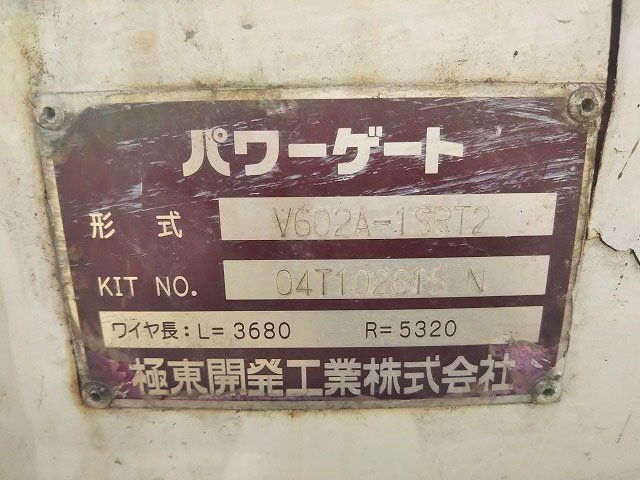 パワーゲート
形 式 V602A-1SRT2
KIT NO. 04T102615 N
ワイヤ長:L=3680 R=5320
極東開発工業株式会社